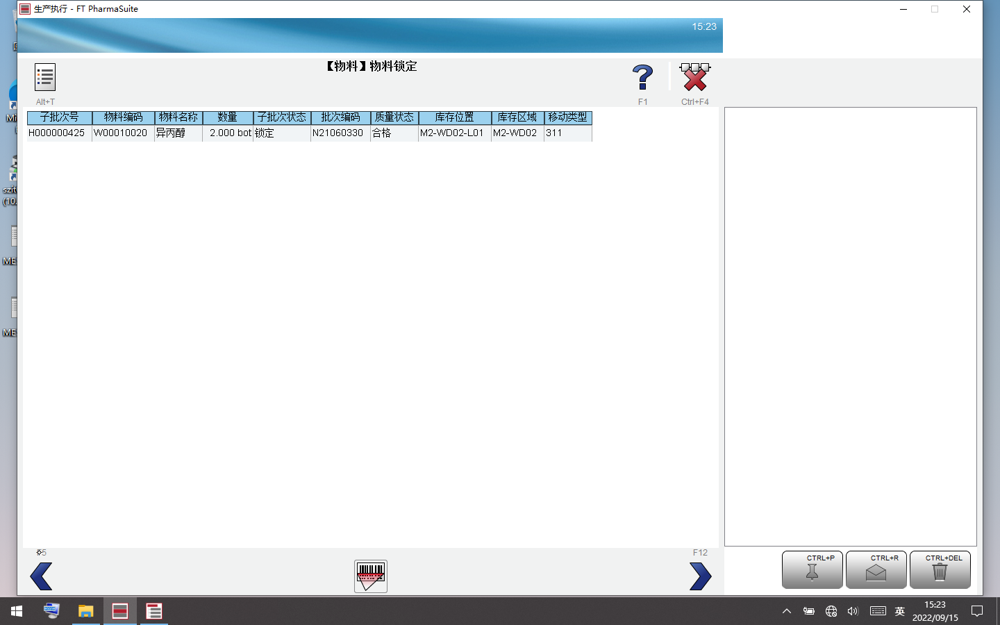 生产执行 - FT PharmaSuite
15:23
【物料】物料锁定
Alt+T
F1
Ctrl+F4
子批次号 物料编码 物料名称 数量 子批次状态 批次编码 质量状态 库存位置 库存区域 移动类型
H000000425 W00010020 异丙醇 2.000 bot 锁定 N21060330 合格 M2-WD02-L01 M2-WD02 311
szit
(10.
ME
ME
F12
CTRL+P
CTRL+R
CTRL+DEL
英
15:23
2022/09/15